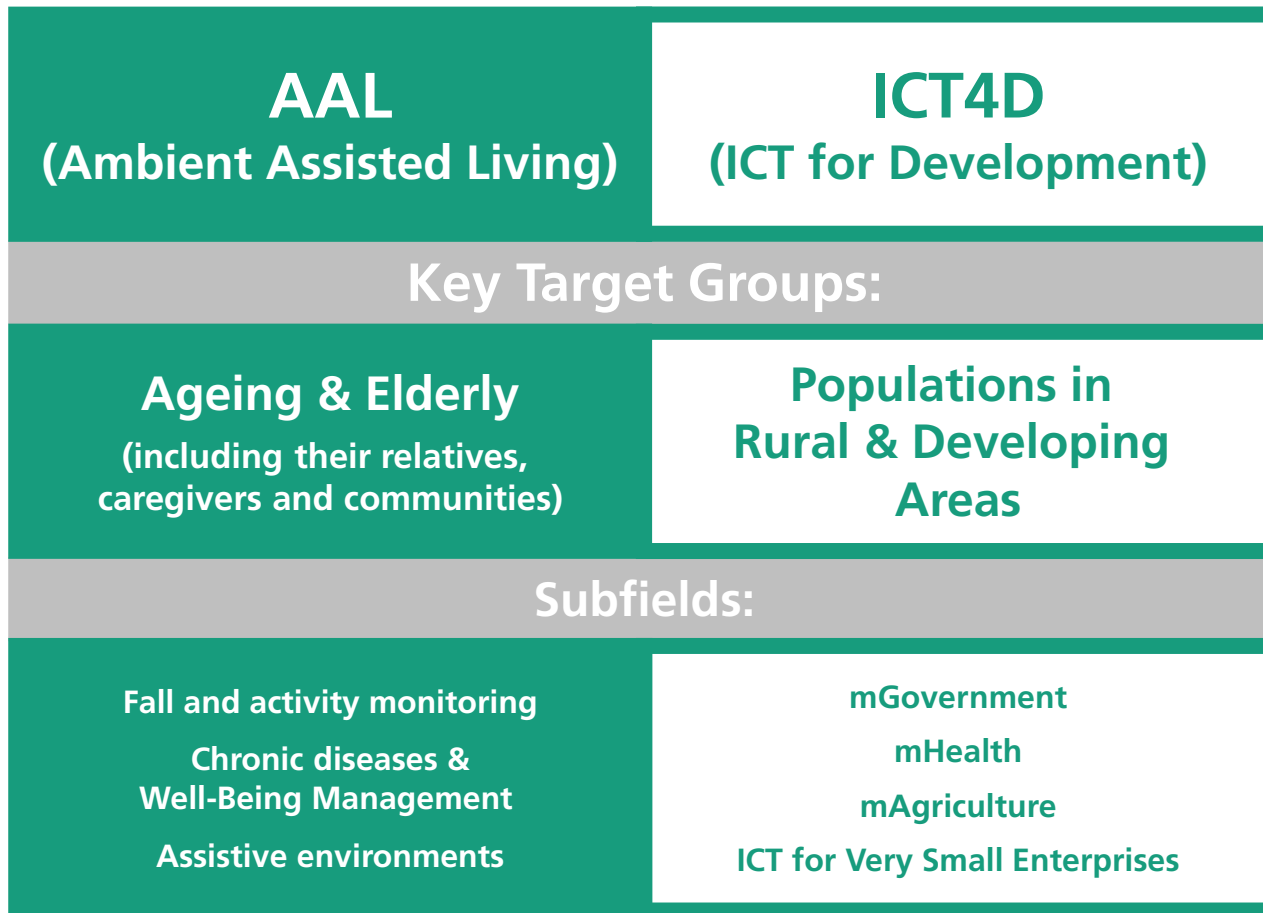 AAL
(Ambient Assisted Living)
ICT4D
(ICT for Development)
Key Target Groups:
Ageing & Elderly
(including their relatives,
caregivers and communities)
Populations in
Rural & Developing
Areas
Subfields:
Fall and activity monitoring
Chronic diseases &
Well-Being Management
Assistive environments
mGovernment
mHealth
mAgriculture
ICT for Very Small Enterprises